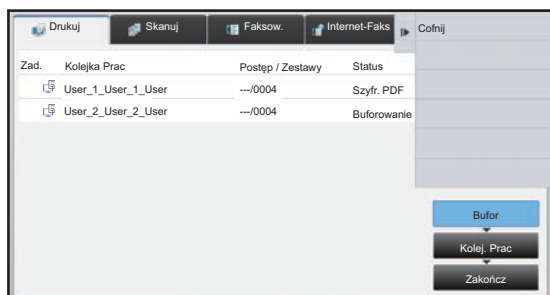 Drukuj Skanuj Faksow. Internet-Faks Cofnij
Zad. Kolejka Prac Postęp / Zestawy Status
User_1_User_1_User ---/0004 Szyfr. PDF
User_2_User_2_User ---/0004 Buforowanie
Bufor
Kolej. Prac
Zakończ